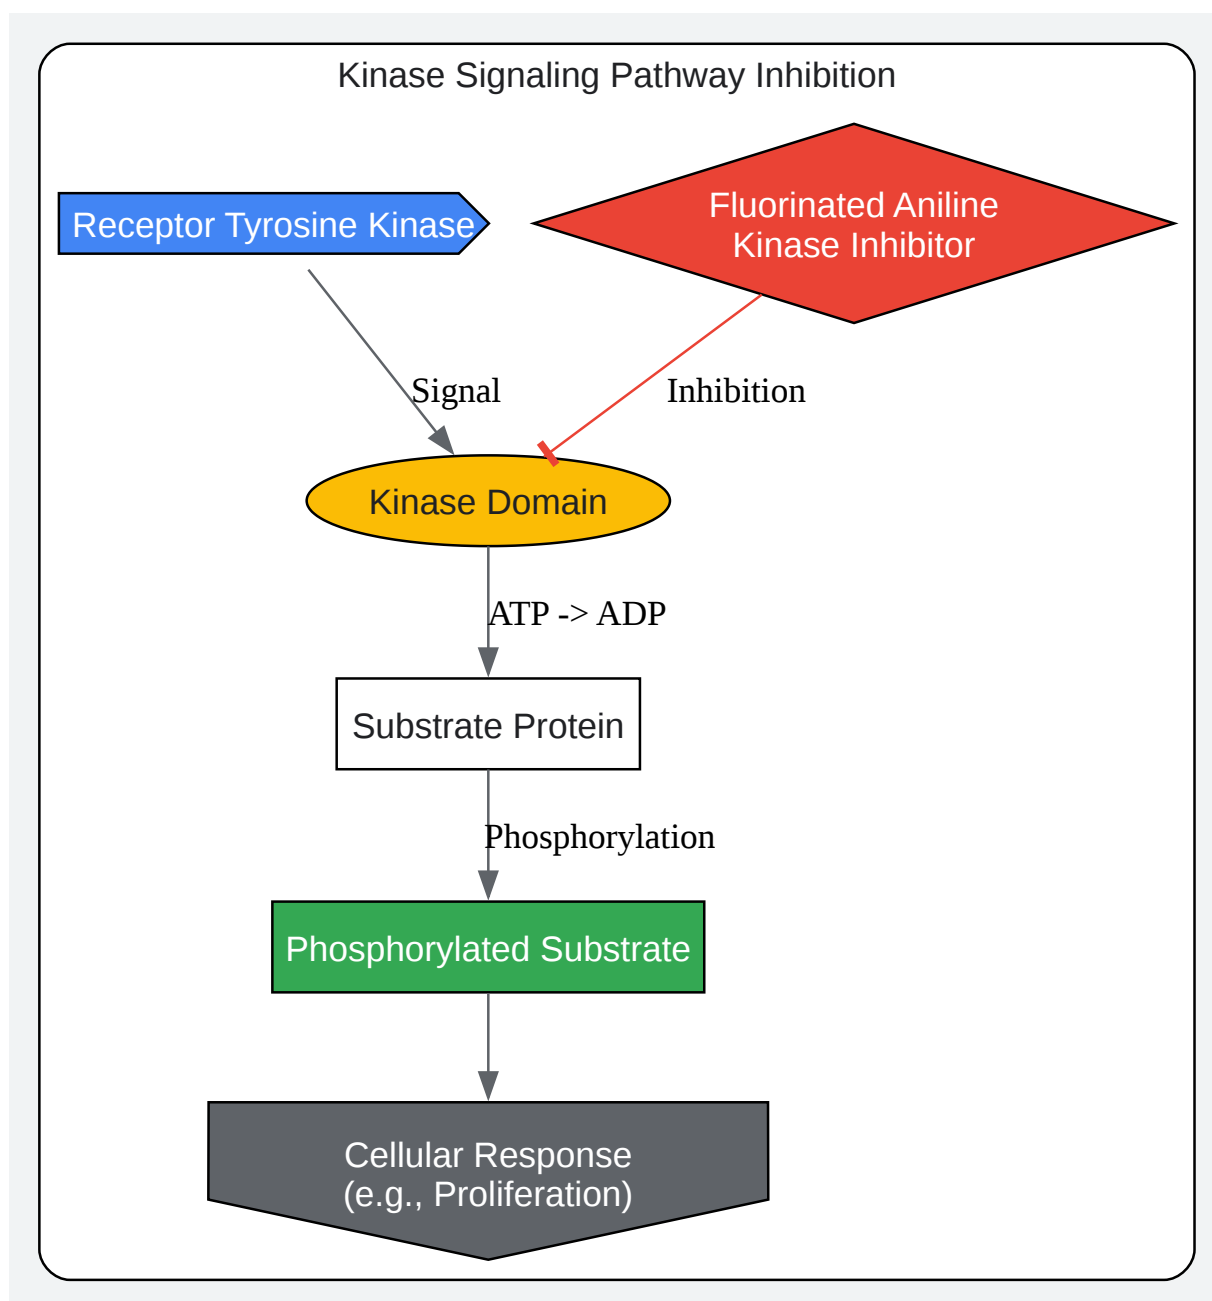 Kinase Signaling Pathway Inhibition
Receptor Tyrosine Kinase
Fluorinated Aniline
Kinase Inhibitor
Signal
Inhibition
Kinase Domain
ATP -> ADP
Substrate Protein
Phosphorylation
Phosphorylated Substrate
Cellular Response
(e.g., Proliferation)